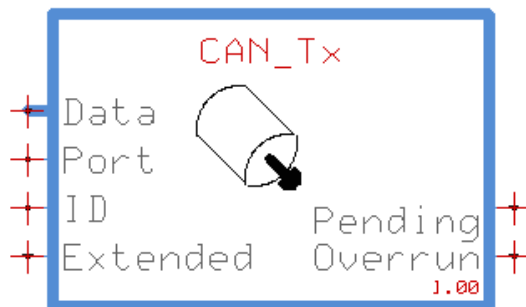 CAN_Tx
Data
Port
ID
Pending
Extended
Overrun
1.00